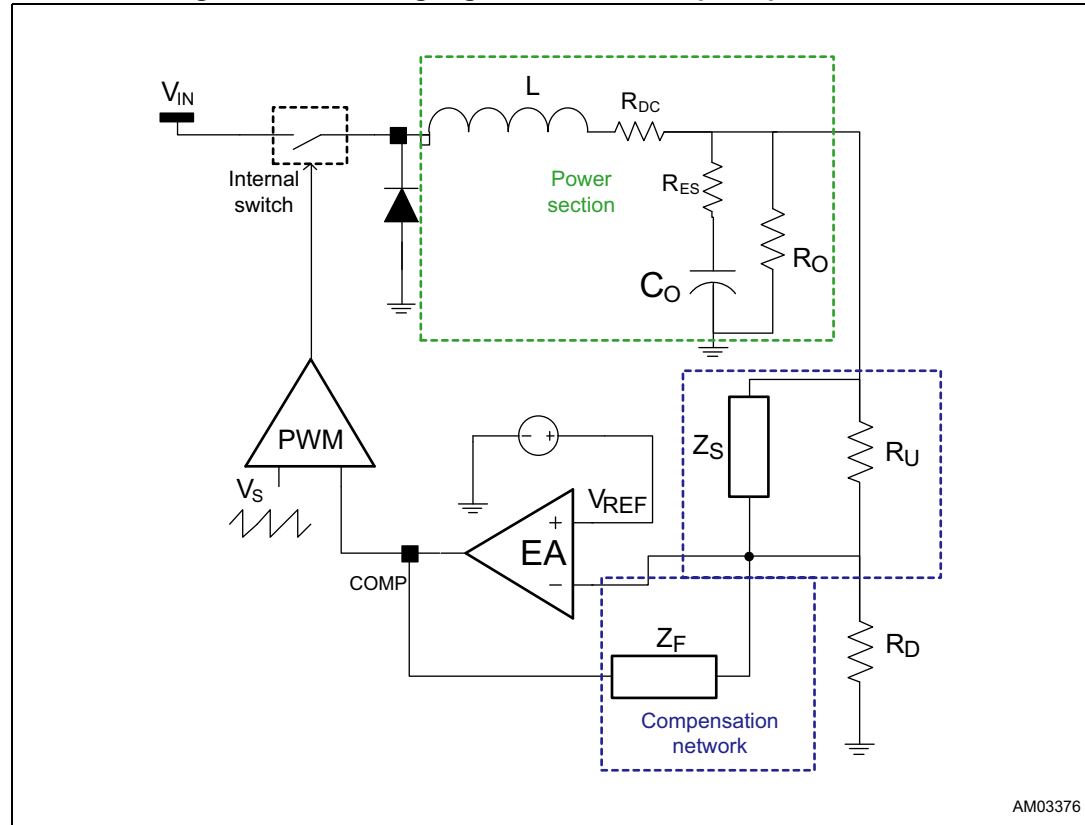 L
VIN
RDC
Internal
switch
Power
section
RES
RO
CO
PWM
ZS
RU
VS
- +
VREF
+
EA
COMP
−
ZF
RD
Compensation
network
AM03376